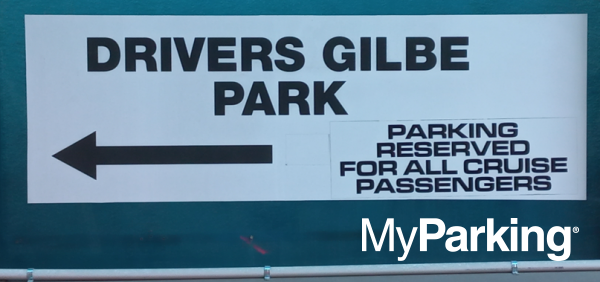 DRIVERS GILBE
PARK
PARKING
RESERVED
FOR ALL CRUISE
PASSENGERS
MyParking®